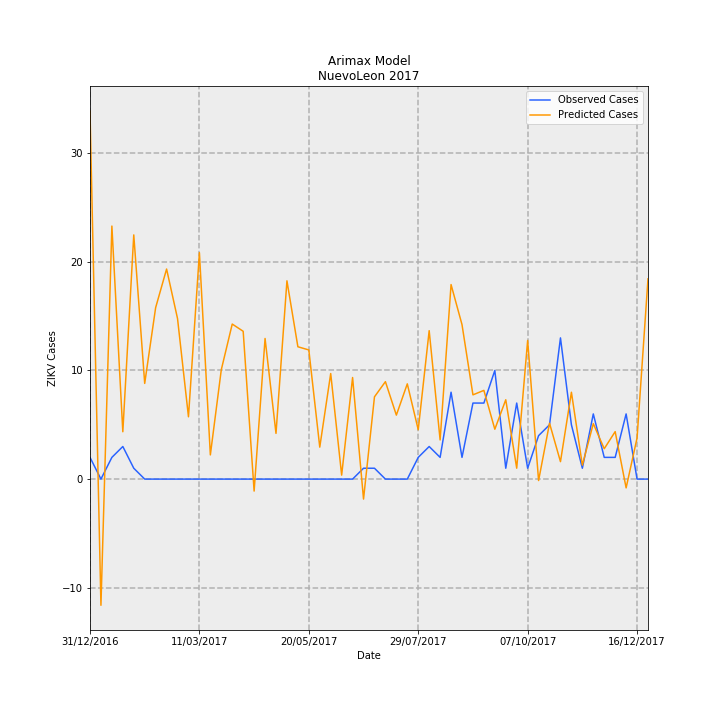 Arimax Model
NuevoLeon 2017
Observed Cases
Predicted Cases
ZIKV Cases
30
20
10
0
−10
31/12/2016
11/03/2017
20/05/2017
29/07/2017
07/10/2017
16/12/2017
Date